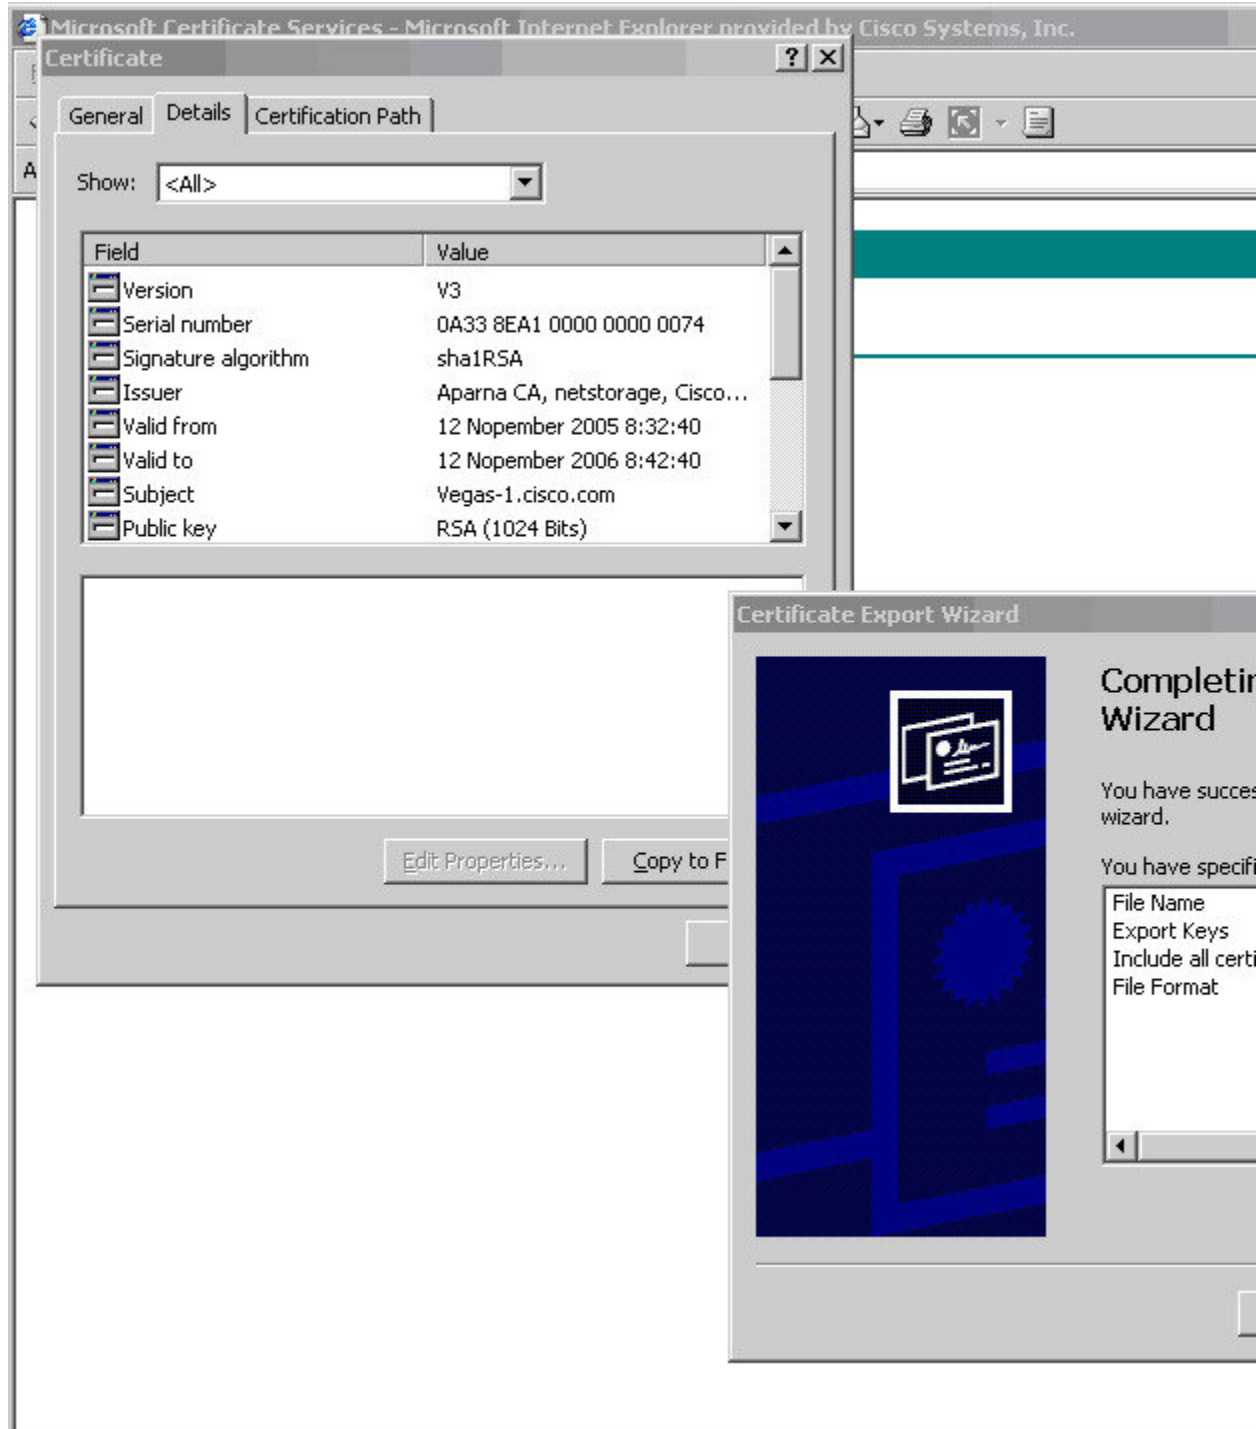 Microsoft Certificate Services - Microsoft Internet Explorer provided by Cisco Systems, Inc.
Certificate
General Details Certification Path
Show: <All>
Field Value
Version V3
Serial number 0A33 8EA1 0000 0000 0074
Signature algorithm sha1RSA
Issuer Aparna CA, netstorage, Cisco...
Valid from 12 Nopember 2005 8:32:40
Valid to 12 Nopember 2006 8:42:40
Subject Vegas-1.cisco.com
Public key RSA (1024 Bits)
Edit Properties... Copy to F
Certificate Export Wizard
Completin
Wizard
You have succes
wizard.
You have specifi
File Name
Export Keys
Include all certi
File Format